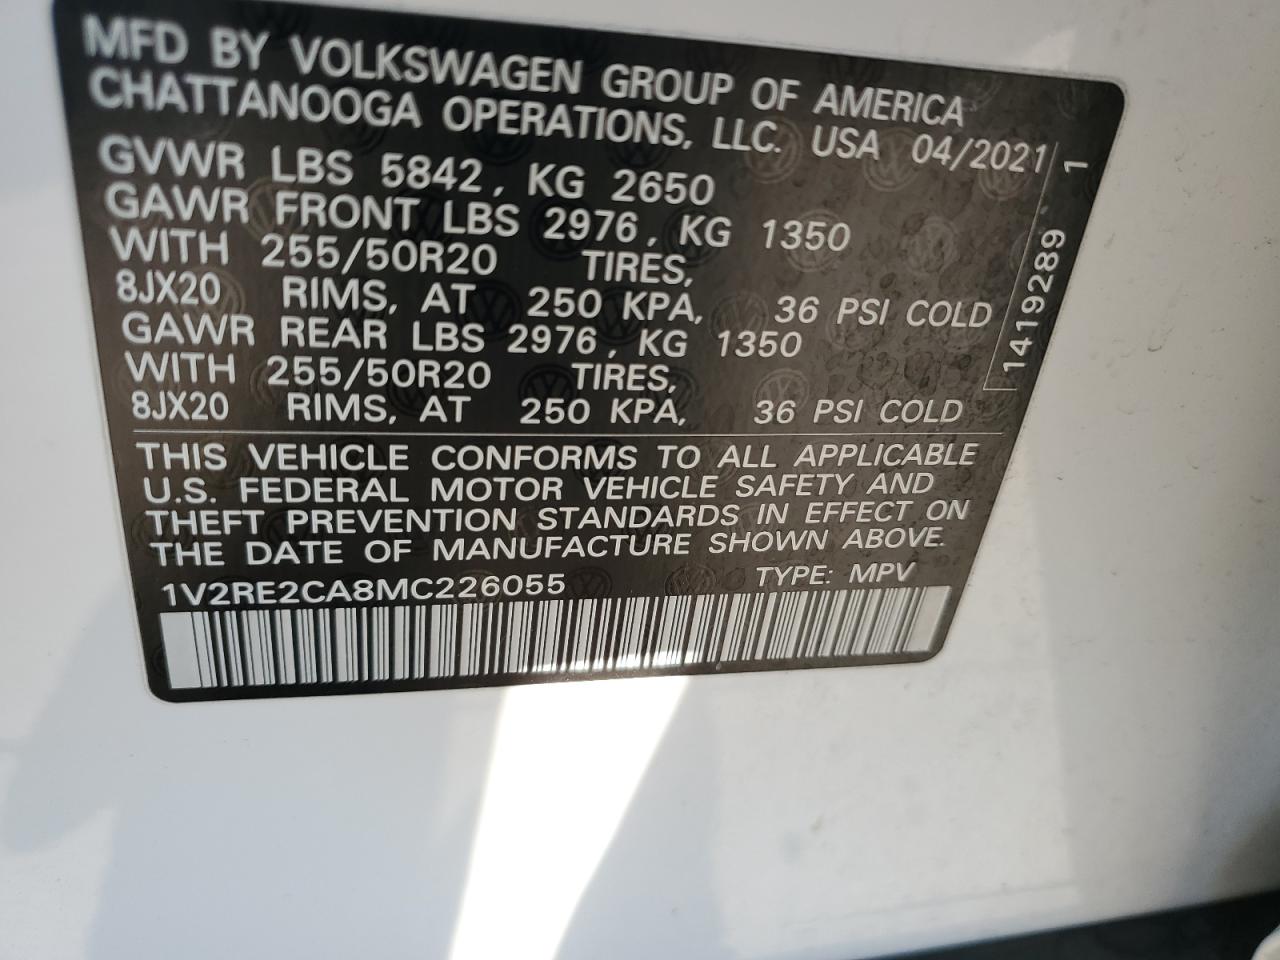 MFD BY VOLKSWAGEN GROUP OF AMERICA
CHATTANOOGA OPERATIONS, LLC. USA 04/2021
GVWR LBS 5842, KG 2650
GAWR FRONT LBS 2976, KG 1350
WITH 255/50R20 TIRES,
8JX20 RIMS, AT 250 KPA, 36 PSI COLD
GAWR REAR LBS 2976, KG 1350
WITH 255/50R20 TIRES,
8JX20 RIMS, AT 250 KPA, 36 PSI COLD
1419289 1
THIS VEHICLE CONFORMS TO ALL APPLICABLE
U.S. FEDERAL MOTOR VEHICLE SAFETY AND
THEFT PREVENTION STANDARDS IN EFFECT ON
THE DATE OF MANUFACTURE SHOWN ABOVE.
1V2RE2CA8MC226055 TYPE: MPV